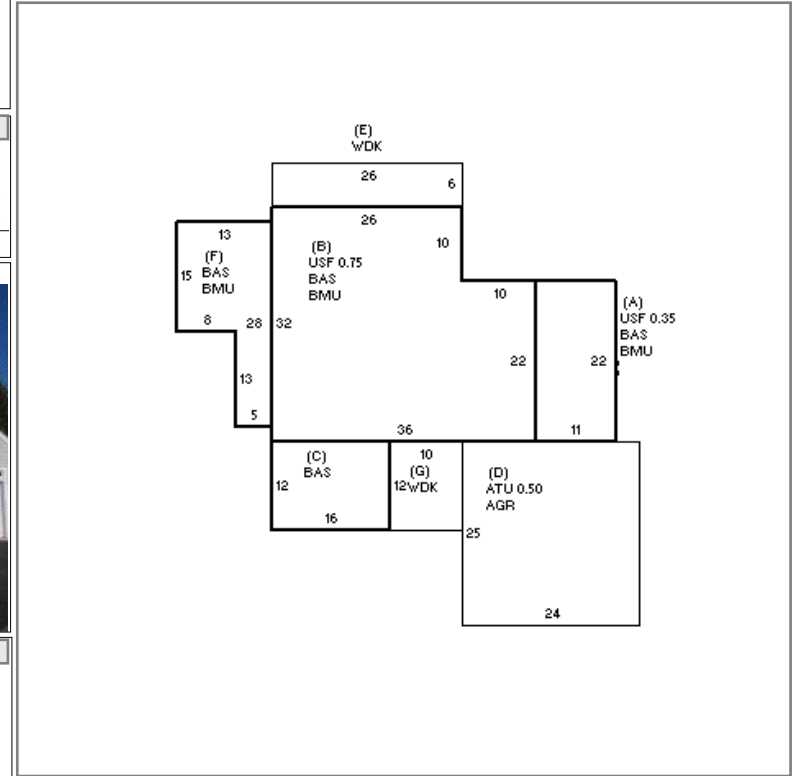 (E)
WDK
26
6
26
10
13
(B)
USF 0.75
BAS
BMU
(F)
BAS
BMU
15
8
28
32
13
5
10
22
22
(A)
USF 0.35
BAS
BMU
36
11
(C)
BAS
12
16
10
(G)
12WDK
(D)
ATU 0.50
AGR
25
24